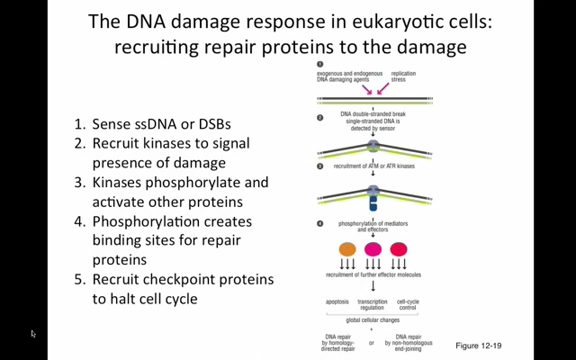 The DNA damage response in eukaryotic cells:
recruiting repair proteins to the damage
1. Sense ssDNA or DSBs
2. Recruit kinases to signal
presence of damage
3. Kinases phosphorylate and
activate other proteins
4. Phosphorylation creates
binding sites for repair
proteins
5. Recruit checkpoint proteins
to halt cell cycle
1
exogenous and endogenous
DNA damaging agents
replication
stress
2
DNA double-stranded break
single-stranded DNA is
detected by sensor
3
recruitment of ATM or ATR kinases
4
phosphorylation of mediators
and effectors
recruitment of further effector molecules
apoptosis
transcription
regulation
cell-cycle
control
global cellular changes
+
DNA repair
by homology-
directed repair
or
DNA repair
by non-homologous
end-joining
Figure 12-19